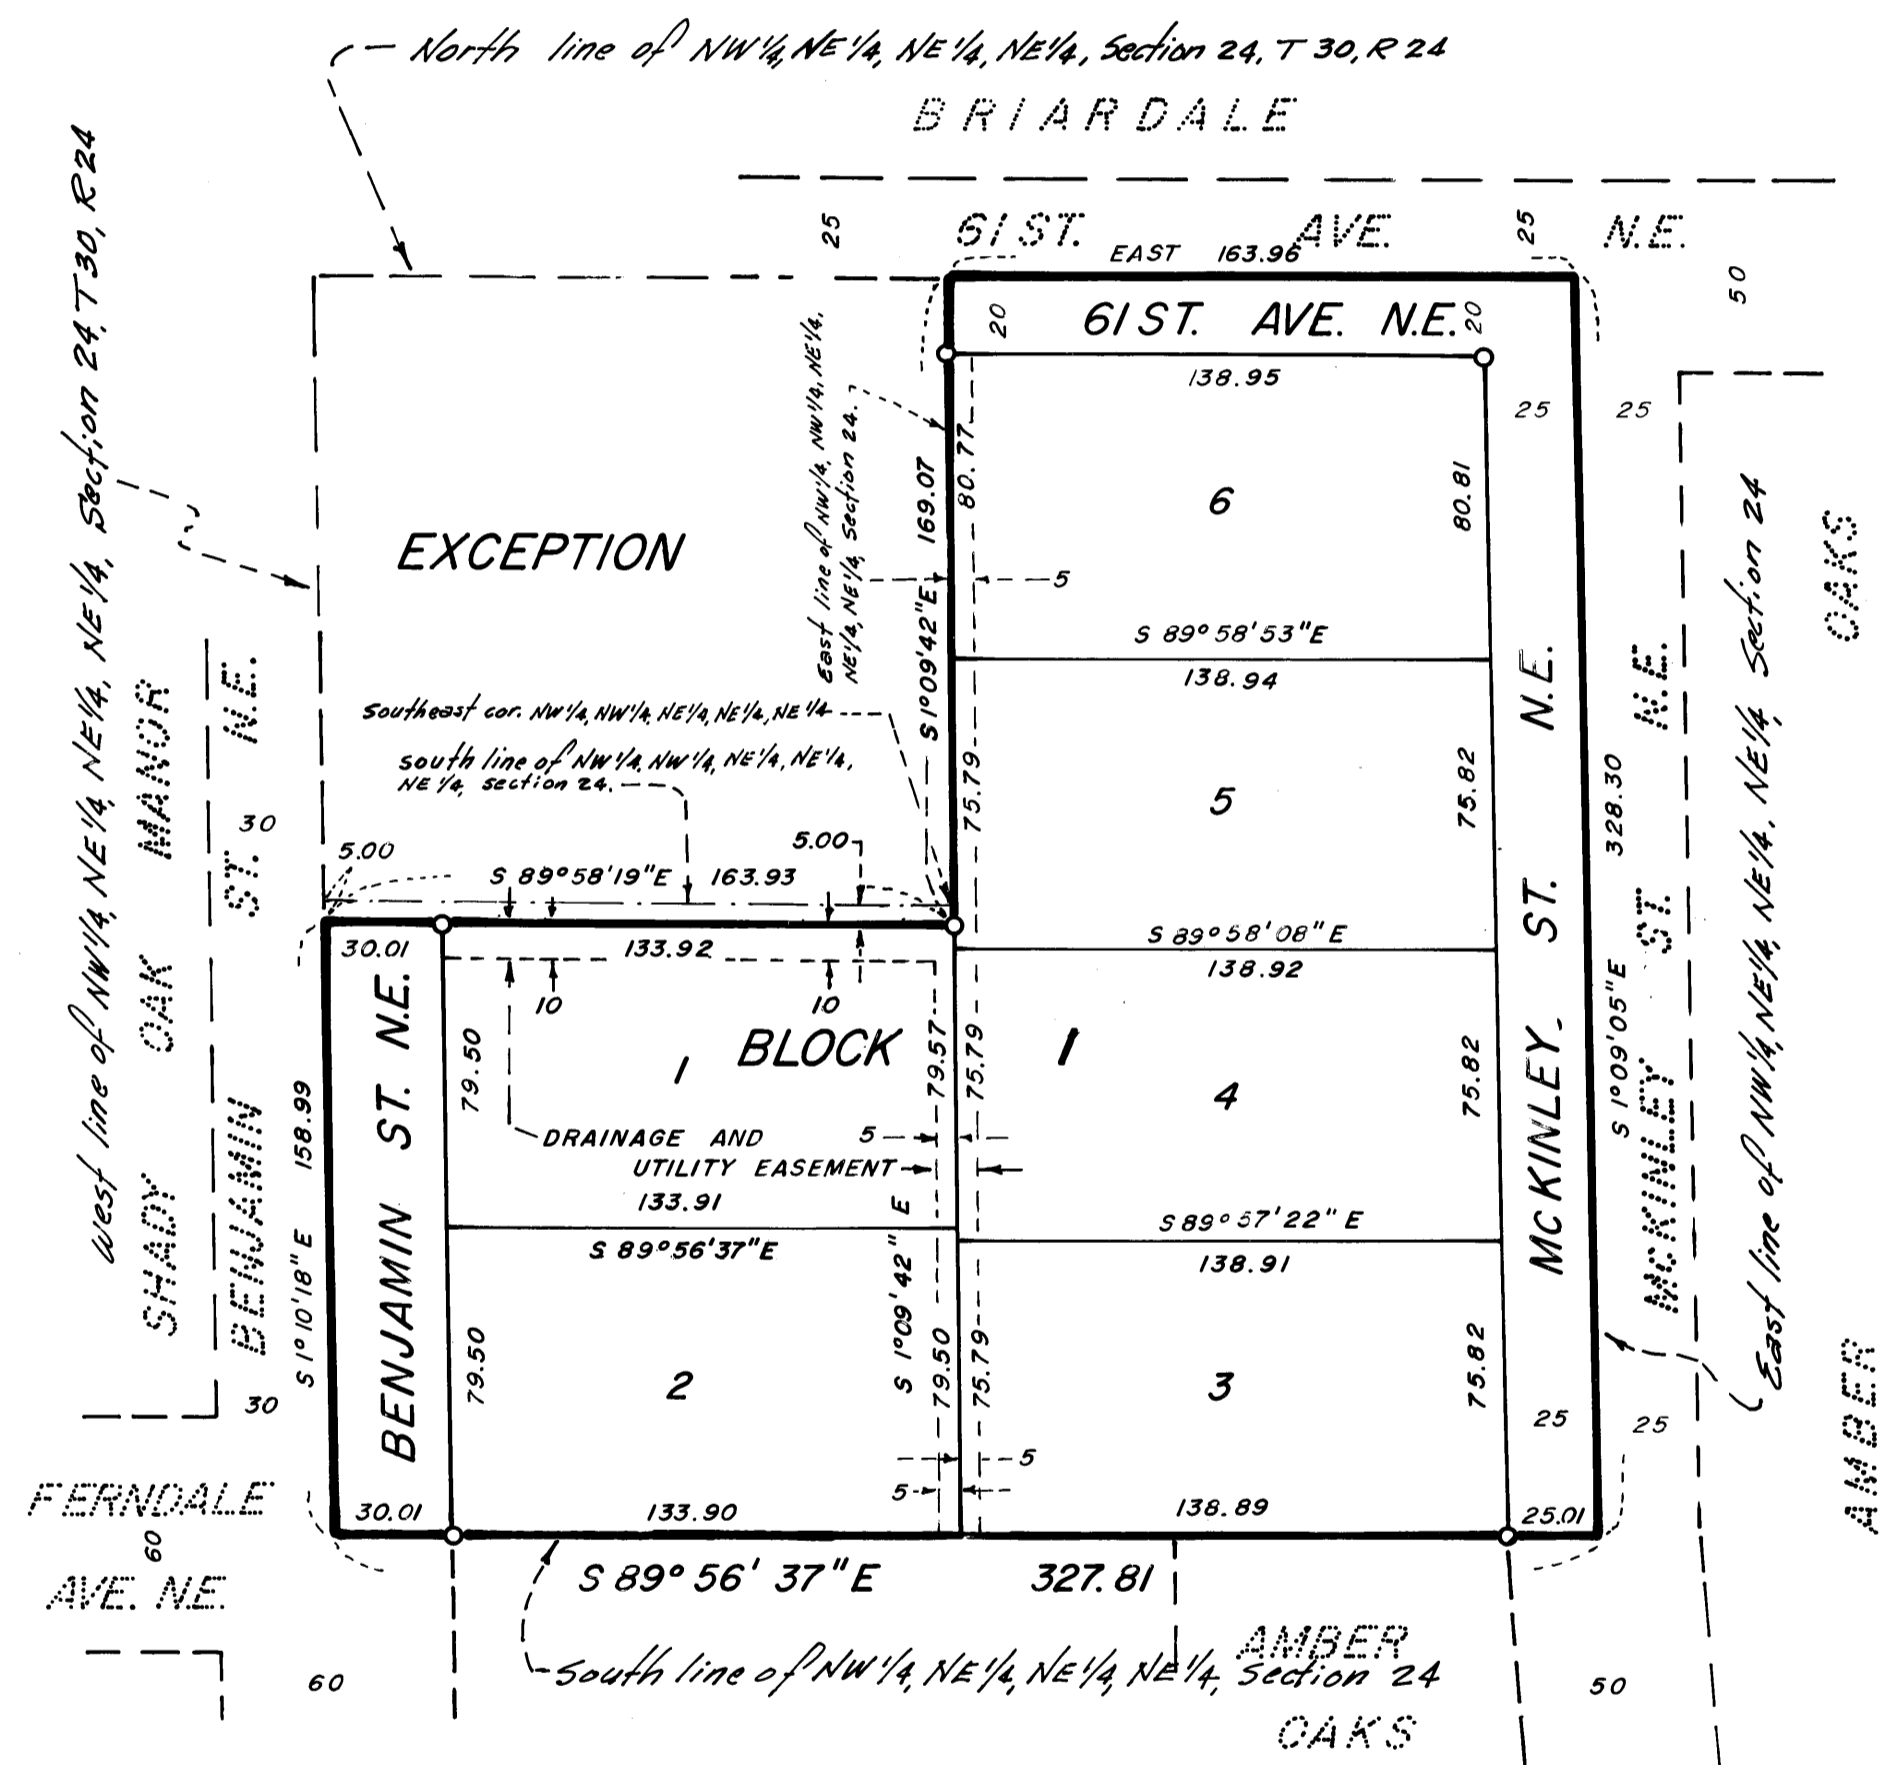 North line of NW¼, NE¼, NE¼, NE¼, Section 24, T 30, R 24
BRIARDALE
25
61 ST. AVE. N.E.
25
50
EAST 163.96
20
61 ST. AVE. N.E.
20
138.95
25
25
West line of NW¼, NE¼, NE¼, NE¼, Section 24, T 30, R 24
EXCEPTION
East line of NW¼, NW¼, NE¼,
NE¼, NE¼, Section 24.
S 1°09'42"E 169.07
80.77
6
80.81
5
S 89°58'53"E
138.94
OAKS
Southeast cor. NW¼, NW¼, NE¼, NE¼, NE¼
south line of NW¼, NW¼, NE¼, NE¼,
NE¼, section 24.
75.79
5
75.82
328.30
S 1°09'05"E
East line of NW¼, NE¼, NE¼, NE¼, Section 24
SHADY OAK MANOR
BENJAMIN ST. N.E.
30
5.00
5.00
S 89°58'19"E 163.93
S 89°58'08"E
138.92
30.01
133.92
10
10
BLOCK 1
79.50
1
79.57
75.79
4
75.82
MCKINLEY ST. N.E.
MCKINLEY ST. N.E.
BENJAMIN ST. N.E.
S 1°10'18"E 158.99
DRAINAGE AND
UTILITY EASEMENT
5
133.91
S 89°56'37"E
S 89°57'22"E
138.91
S 1°09'42"E
79.50
2
79.50
75.79
3
75.82
30
25
25
5
5
AMBER
FERNDALE
60
AVE. N.E.
30.01
133.90
138.89
25.01
S 89°56'37"E 327.81
South line of NW¼, NE¼, NE¼, NE¼, Section 24
AMBER
OAKS
60
50